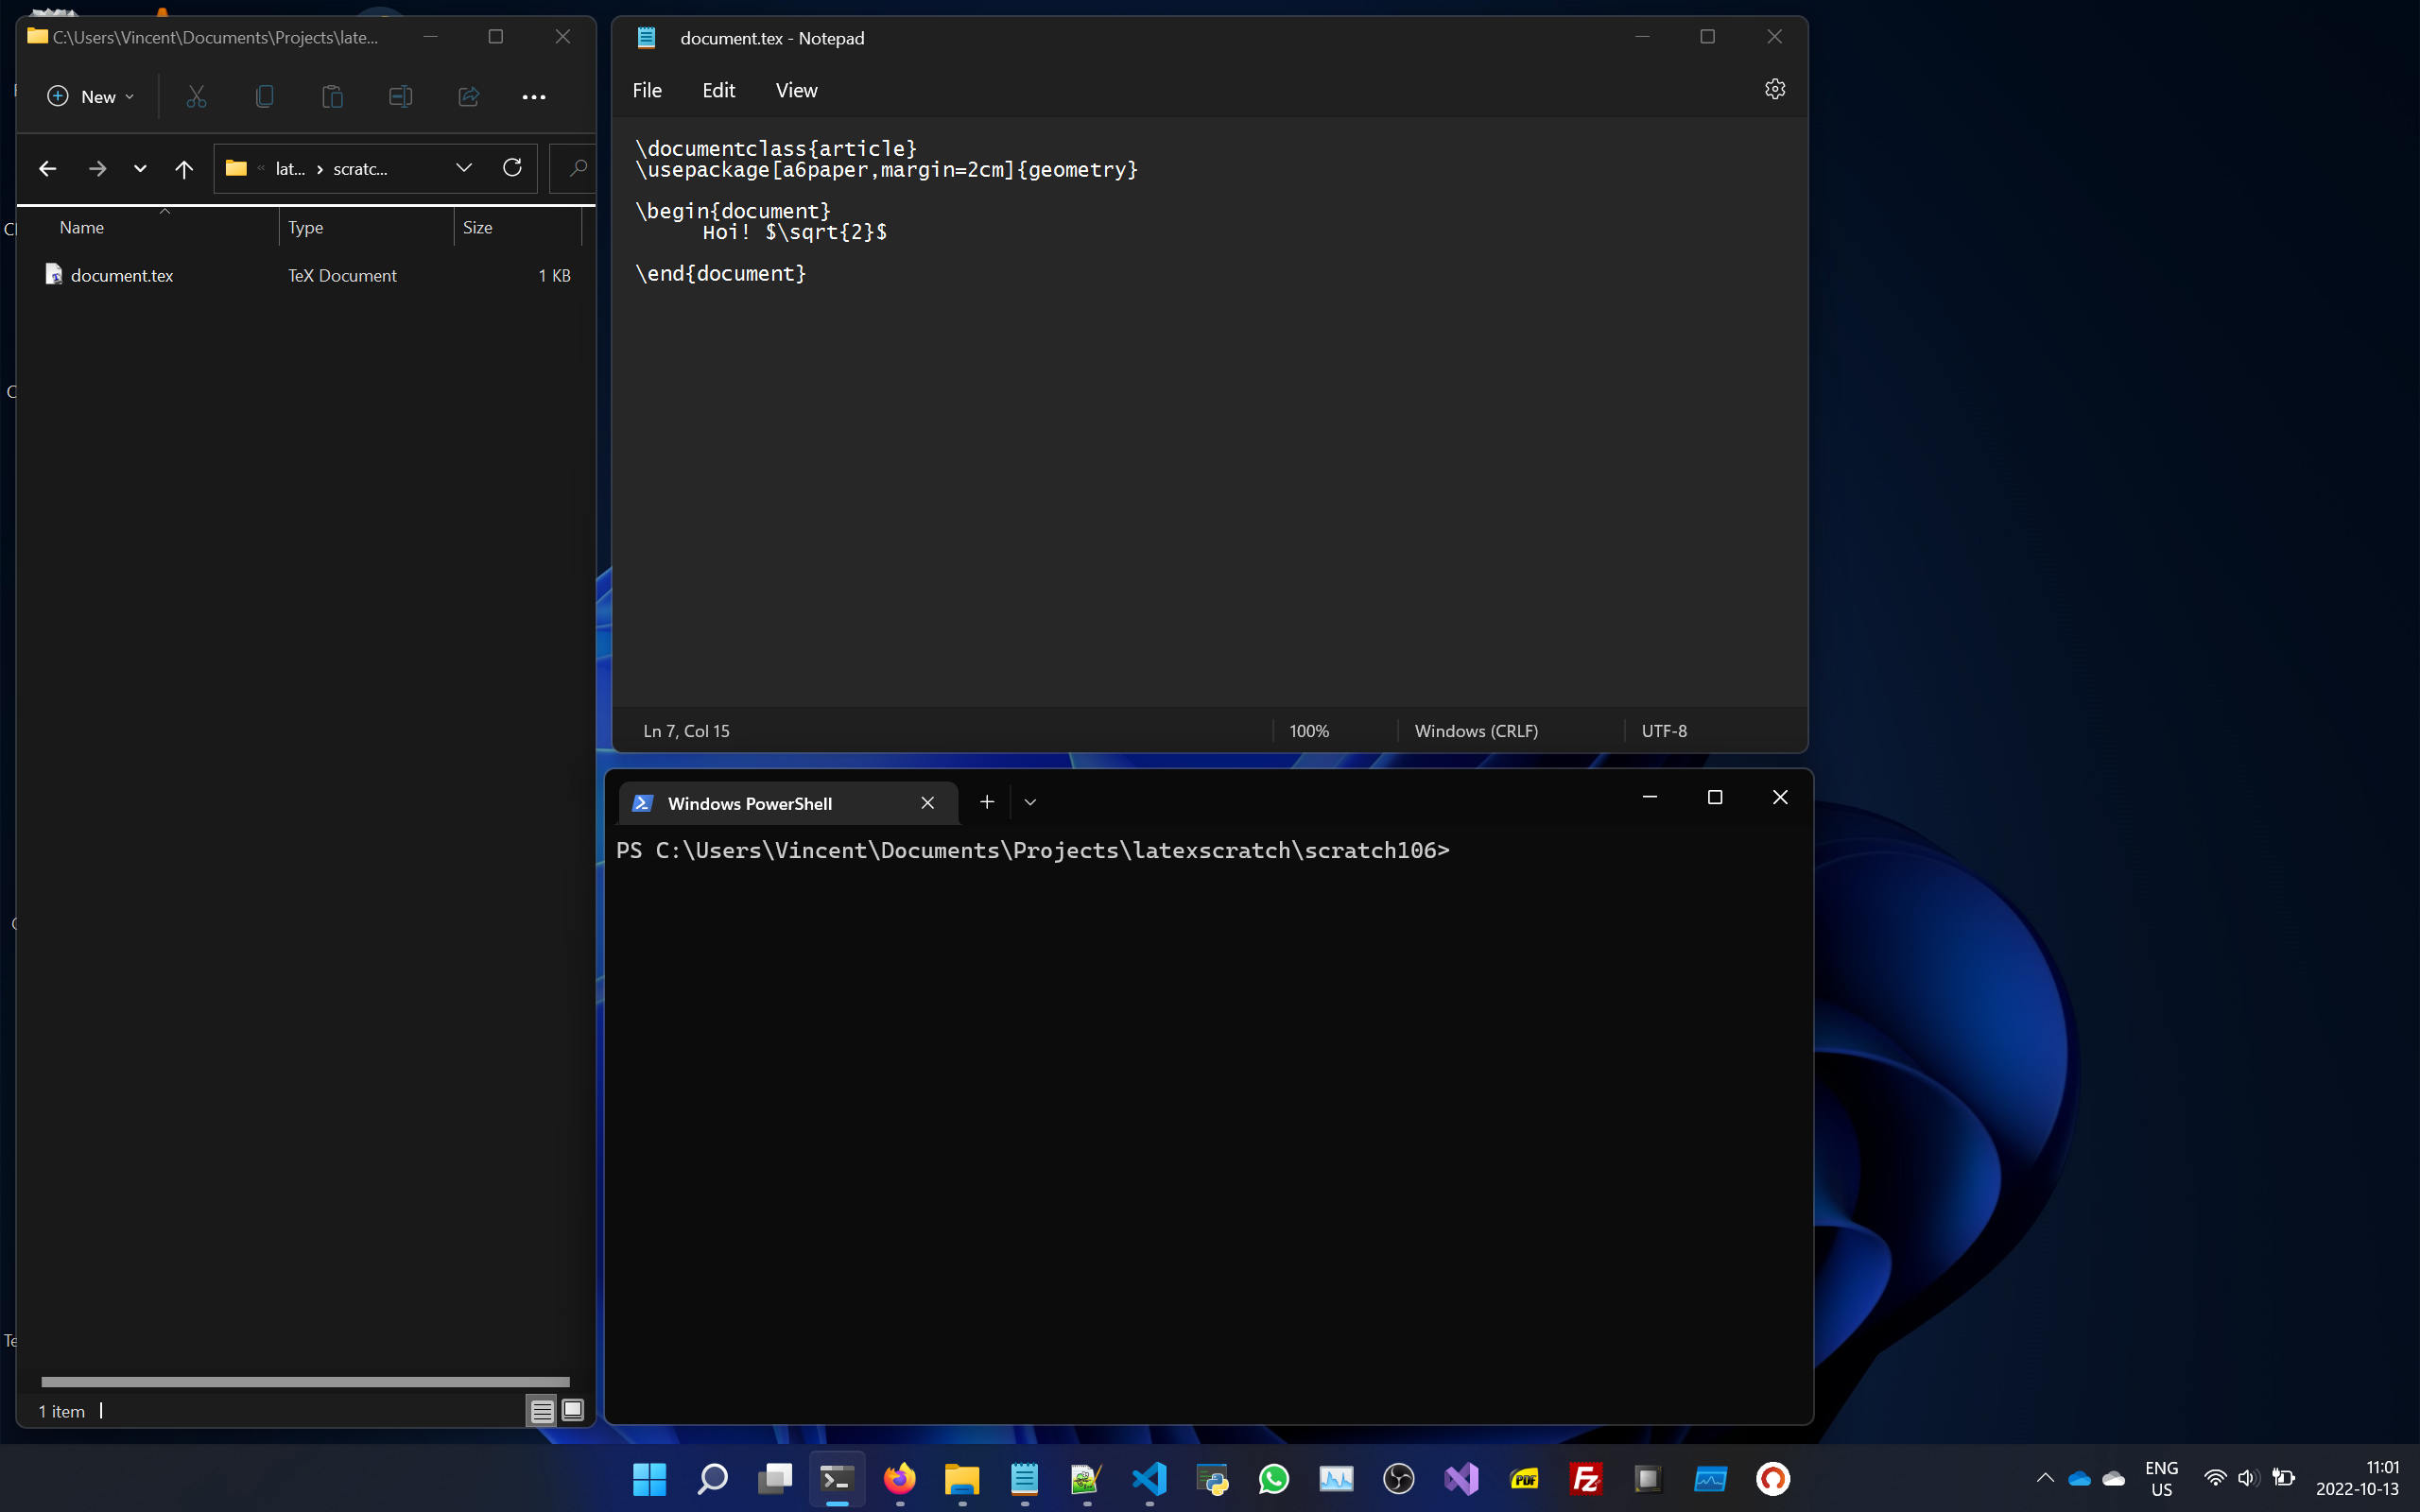 C:\Users\Vincent\Documents\Projects\late...
New
lat... › scratc...
Name Type Size
document.tex TeX Document 1 KB
1 item
document.tex - Notepad
File Edit View
\documentclass{article}
\usepackage[a6paper,margin=2cm]{geometry}
\begin{document}
Hoi! $\sqrt{2}$
\end{document}
Ln 7, Col 15 100% Windows (CRLF) UTF-8
Windows PowerShell
PS C:\Users\Vincent\Documents\Projects\latexscratch\scratch106>
PDF
Fz
ENG
US
11:01
2022-10-13